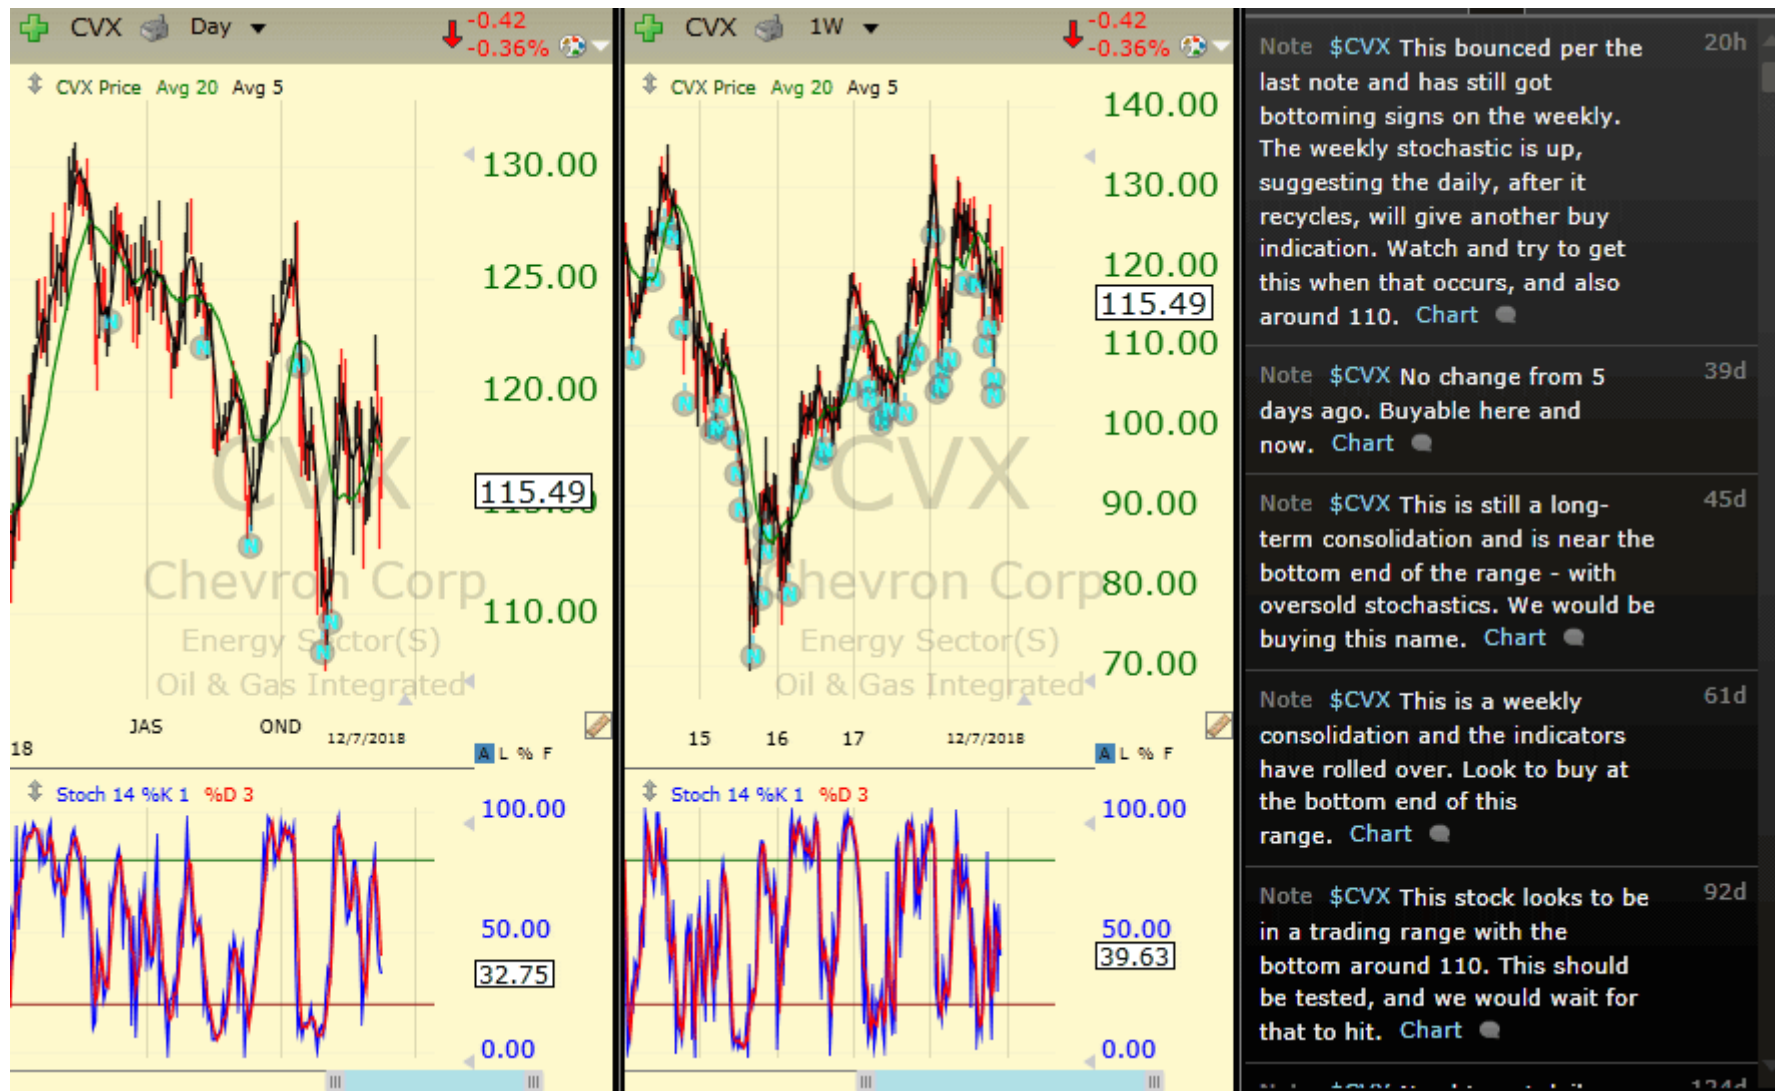 CVX Day
-0.42
-0.36%
CVX Price Avg 20 Avg 5
130.00
125.00
120.00
115.49
110.00
CVX
Chevron Corp
Energy Sector(S)
Oil & Gas Integrated
18 JAS OND 12/7/2018
A L % F
Stoch 14 %K 1 %D 3
100.00
50.00
32.75
0.00
CVX 1W
-0.42
-0.36%
CVX Price Avg 20 Avg 5
140.00
130.00
120.00
115.49
110.00
100.00
90.00
80.00
70.00
CVX
Chevron Corp
Energy Sector(S)
Oil & Gas Integrated
15 16 17 12/7/2018
A L % F
Stoch 14 %K 1 %D 3
100.00
50.00
39.63
0.00
Note $CVX This bounced per the 20h
last note and has still got
bottoming signs on the weekly.
The weekly stochastic is up,
suggesting the daily, after it
recycles, will give another buy
indication. Watch and try to get
this when that occurs, and also
around 110. Chart
Note $CVX No change from 5 39d
days ago. Buyable here and
now. Chart
Note $CVX This is still a long- 45d
term consolidation and is near the
bottom end of the range - with
oversold stochastics. We would be
buying this name. Chart
Note $CVX This is a weekly 61d
consolidation and the indicators
have rolled over. Look to buy at
the bottom end of this
range. Chart
Note $CVX This stock looks to be 92d
in a trading range with the
bottom around 110. This should
be tested, and we would wait for
that to hit. Chart